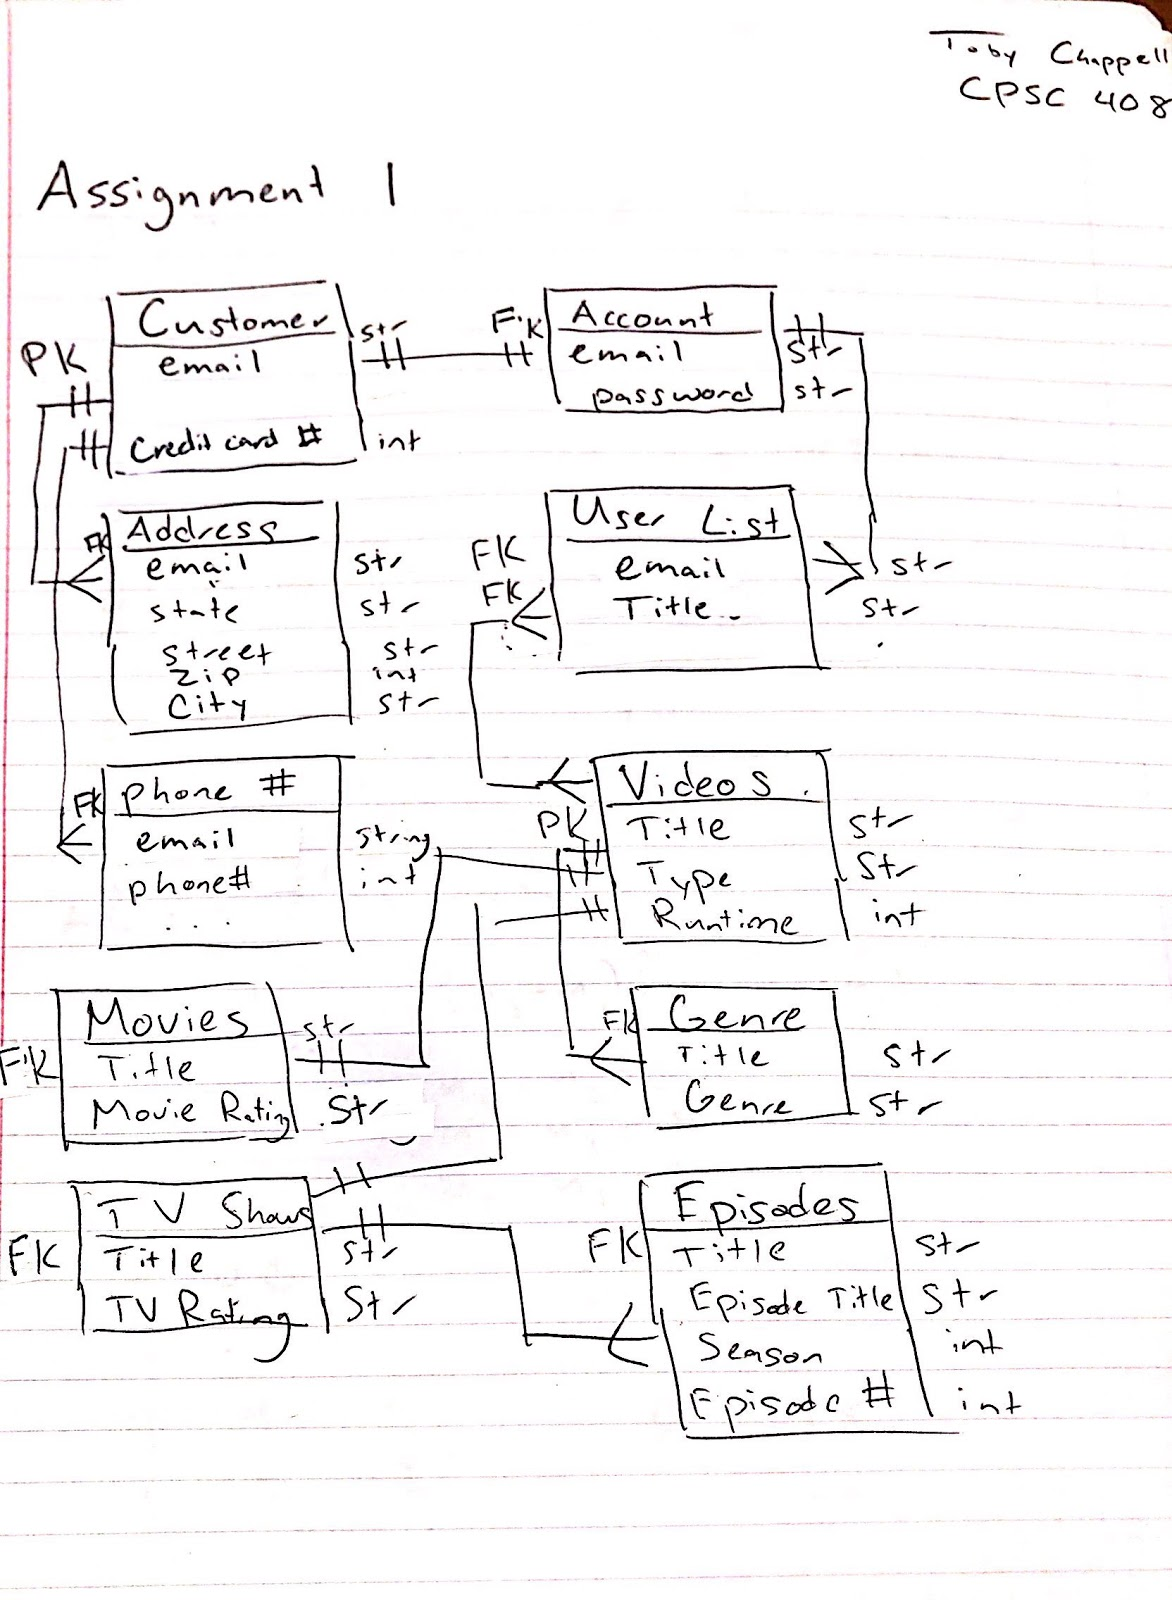 Toby Chappell
CPSC 408
Assignment 1
Customer
PK
email str
Credit card # int
Account
FK
email str
password str
Address
FK
email str
state str
street str
Zip int
City str
User List
FK
email str
FK
Title str
Phone #
FK
email string
phone# int
. . .
Videos
PK
Title str
Type Str
Runtime int
Movies
FK
Title str
Movie Rating Str
Genre
FK
Title str
Genre str
TV Shows
FK
Title str
TV Rating Str
Episodes
FK
Title str
Episode Title Str
Season int
Episode # int